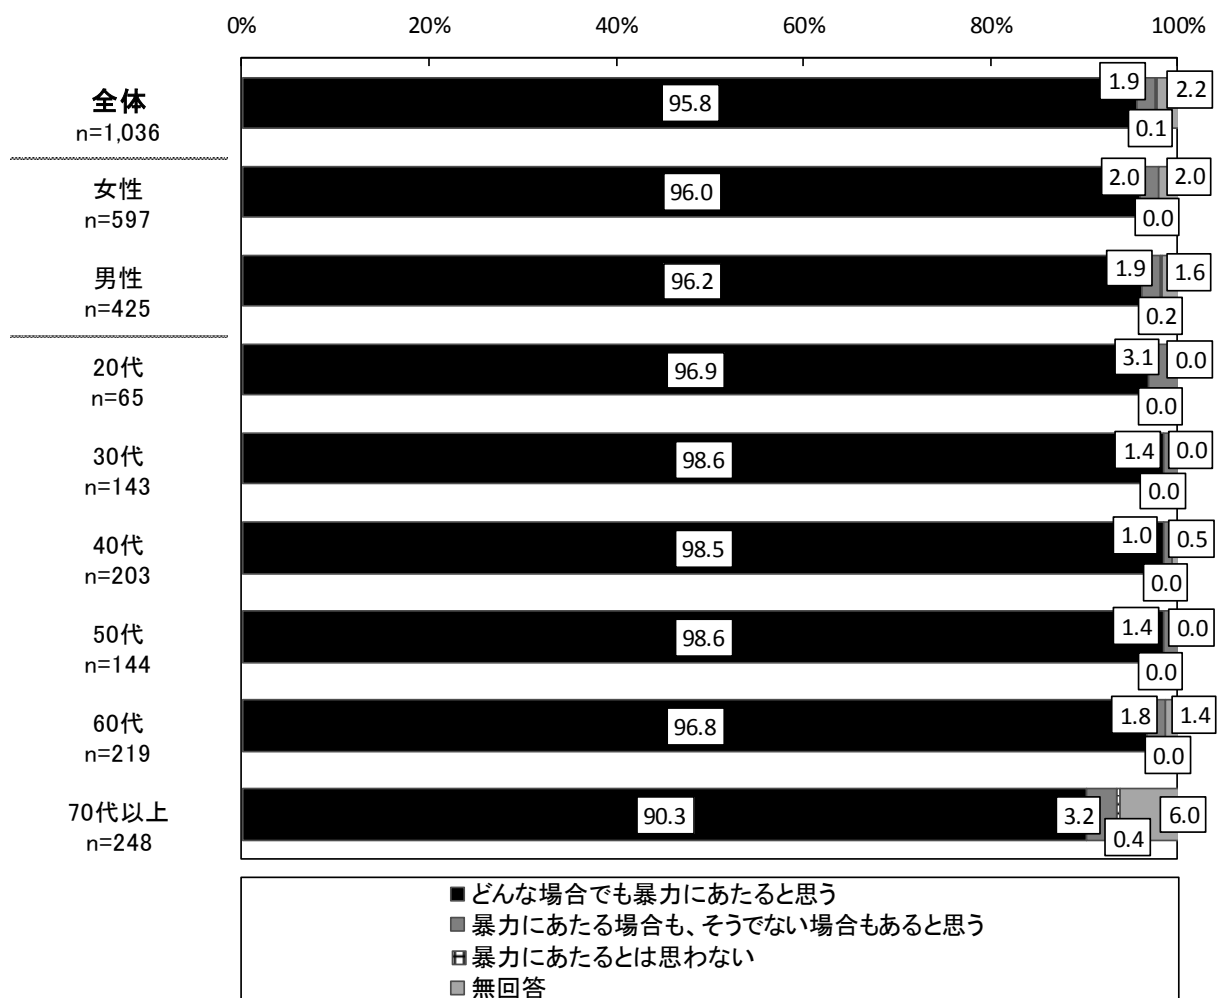 0% 20% 40% 60% 80% 100%
全体
n=1,036
95.8 1.9 0.1 2.2
女性
n=597
96.0 2.0 0.0 2.0
男性
n=425
96.2 1.9 0.2 1.6
20代
n=65
96.9 3.1 0.0 0.0
30代
n=143
98.6 1.4 0.0 0.0
40代
n=203
98.5 1.0 0.0 0.5
50代
n=144
98.6 1.4 0.0 0.0
60代
n=219
96.8 1.8 0.0 1.4
70代以上
n=248
90.3 3.2 0.4 6.0
どんな場合でも暴力にあたると思う
暴力にあたる場合も、そうでない場合もあると思う
暴力にあたるとは思わない
無回答